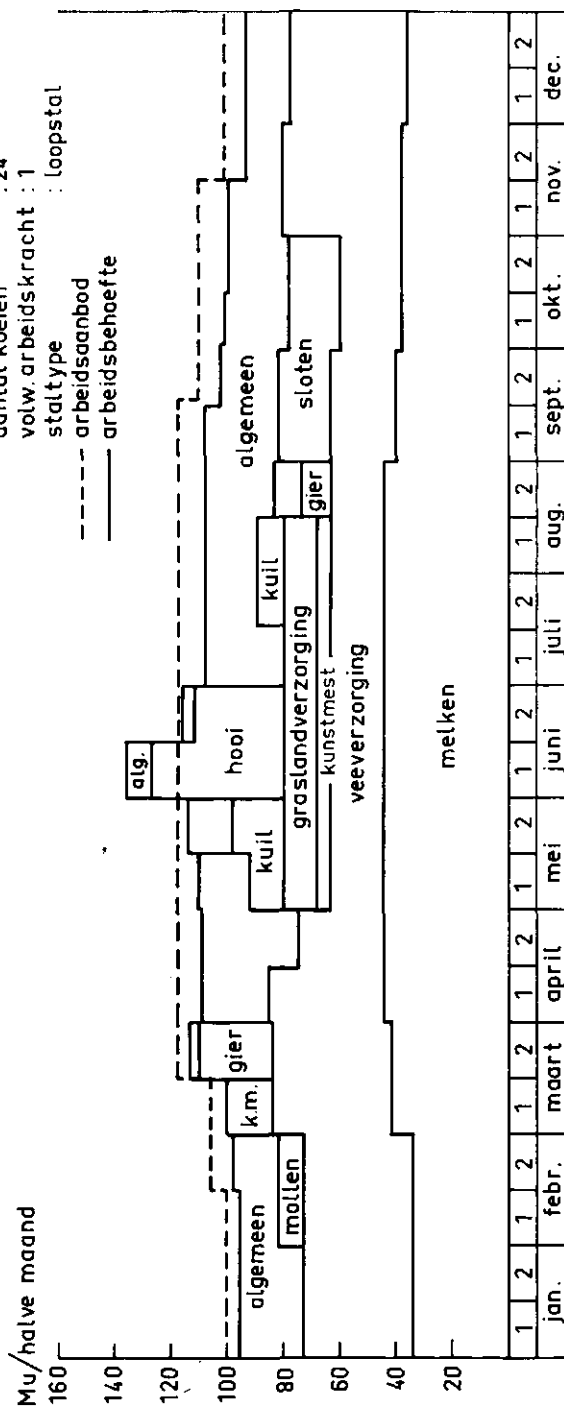 Mu/halve maand
160
140
120
100
80
60
40
20
: 24
volw. arbeidskracht : 1
staltype : loopstal
arbeidsaanbod
arbeidsbehoefte
algemeen
mollen
k.m.
gier
kuil
alg.
hooi
graslandverzorging
kunstmest
veeverzorging
melken
kuil
gier
algemeen
sloten
1 2 1 2 1 2 1 2 1 2 1 2 1 2 1 2 1 2 1 2 1 2 1 2
jan. febr. maart april mei juni juli aug. sept. okt. nov. dec.